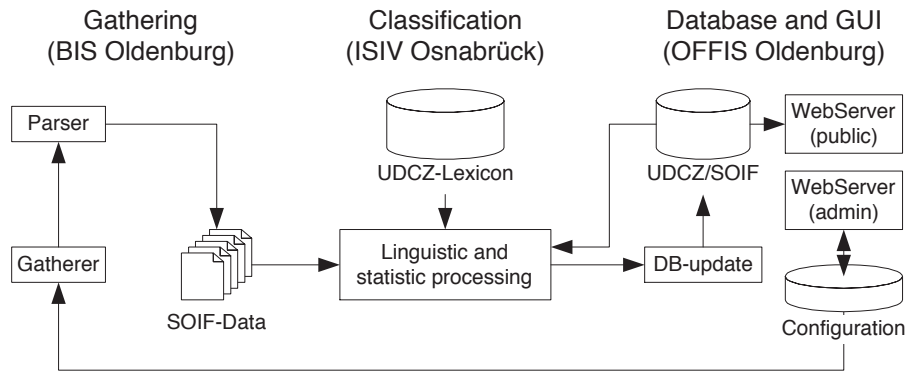 Gathering
(BIS Oldenburg)
Classification
(ISIV Osnabrück)
Database and GUI
(OFFIS Oldenburg)
Parser
UDCZ-Lexicon
UDCZ/SOIF
WebServer
(public)
WebServer
(admin)
Gatherer
SOIF-Data
Linguistic and
statistic processing
DB-update
Configuration